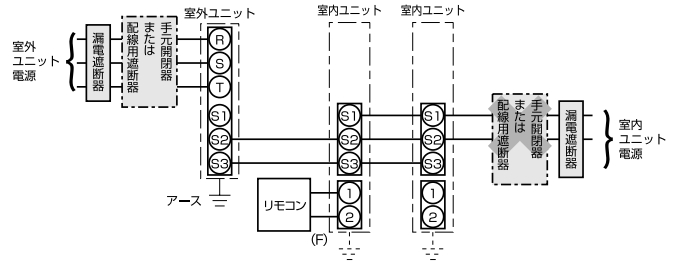 室外
ユニット
電源
漏電遮断器
手元開閉器
または
配線用遮断器
室外ユニット
R
S
T
S1
S2
S3
アース
室内ユニット
S1
S2
S3
1
2
リモコン
(F)
室内ユニット
S1
S2
S3
1
2
手元開閉器
または
配線用遮断器
漏電遮断器
室内
ユニット
電源